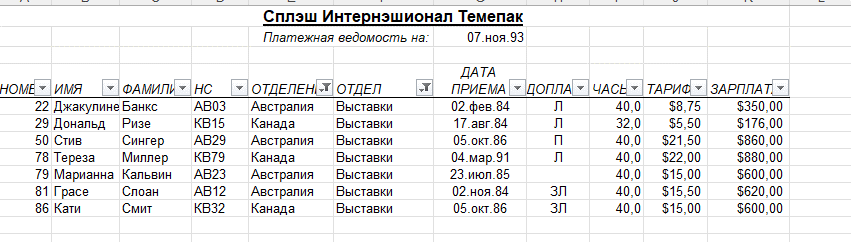 Сплэш Интернэшионал Темепак
Платежная ведомость на: 07.ноя.93
НОМЕ ИМЯ ФАМИЛИ НС ОТДЕЛЕН ОТДЕЛ ДАТА ПРИЕМА ДОПЛА ЧАСЫ ТАРИФ ЗАРПЛАТ
22 Джакулине Банкс АВ03 Австралия Выставки 02.фев.84 Л 40,0 $8,75 $350,00
29 Дональд Ризе КВ15 Канада Выставки 17.авг.84 Л 32,0 $5,50 $176,00
50 Стив Сингер АВ29 Австралия Выставки 05.окт.86 П 40,0 $21,50 $860,00
78 Тереза Миллер КВ79 Канада Выставки 04.мар.91 Л 40,0 $22,00 $880,00
79 Марианна Кальвин АВ23 Австралия Выставки 23.июл.85 40,0 $15,00 $600,00
81 Грасе Слоан АВ12 Австралия Выставки 02.ноя.84 ЗЛ 40,0 $15,50 $620,00
86 Кати Смит КВ32 Канада Выставки 05.окт.86 ЗЛ 40,0 $15,00 $600,00